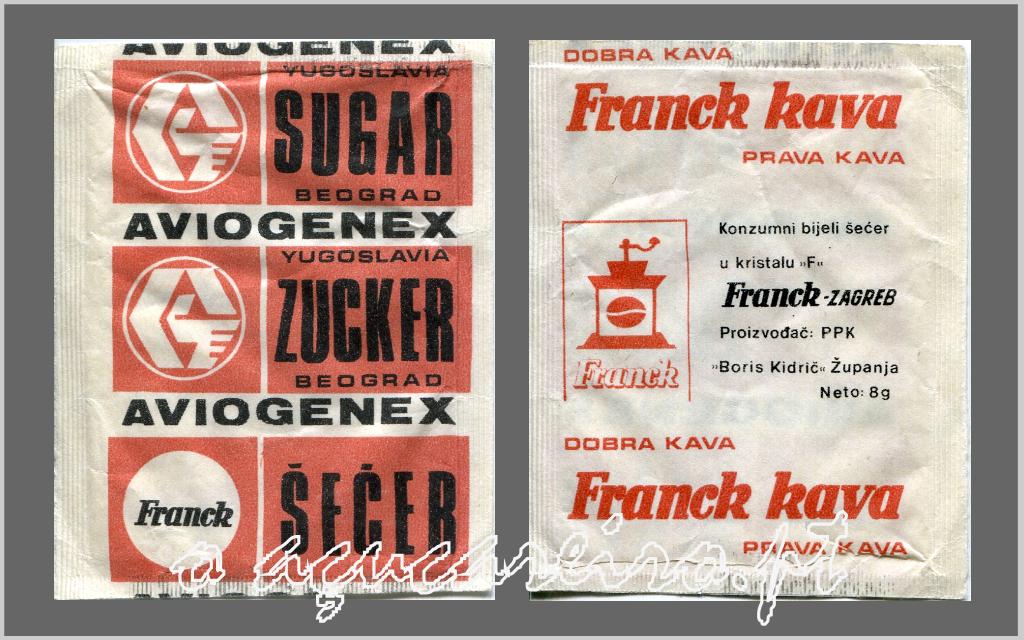 AVIOGENEX
YUGOSLAVIA
SUGAR
BEOGRAD
AVIOGENEX
YUGOSLAVIA
ZUCKER
BEOGRAD
AVIOGENEX
Franck
ŠEĆER
DOBRA KAVA
Franck kava
PRAVA KAVA
Konzumni bijeli šećer
u kristalu »F«
Franck-ZAGREB
Proizvođač: PPK
»Boris Kidrič« Županja
Neto: 8g
Franck
DOBRA KAVA
Franck kava
PRAVA KAVA
a açucareiro.pt